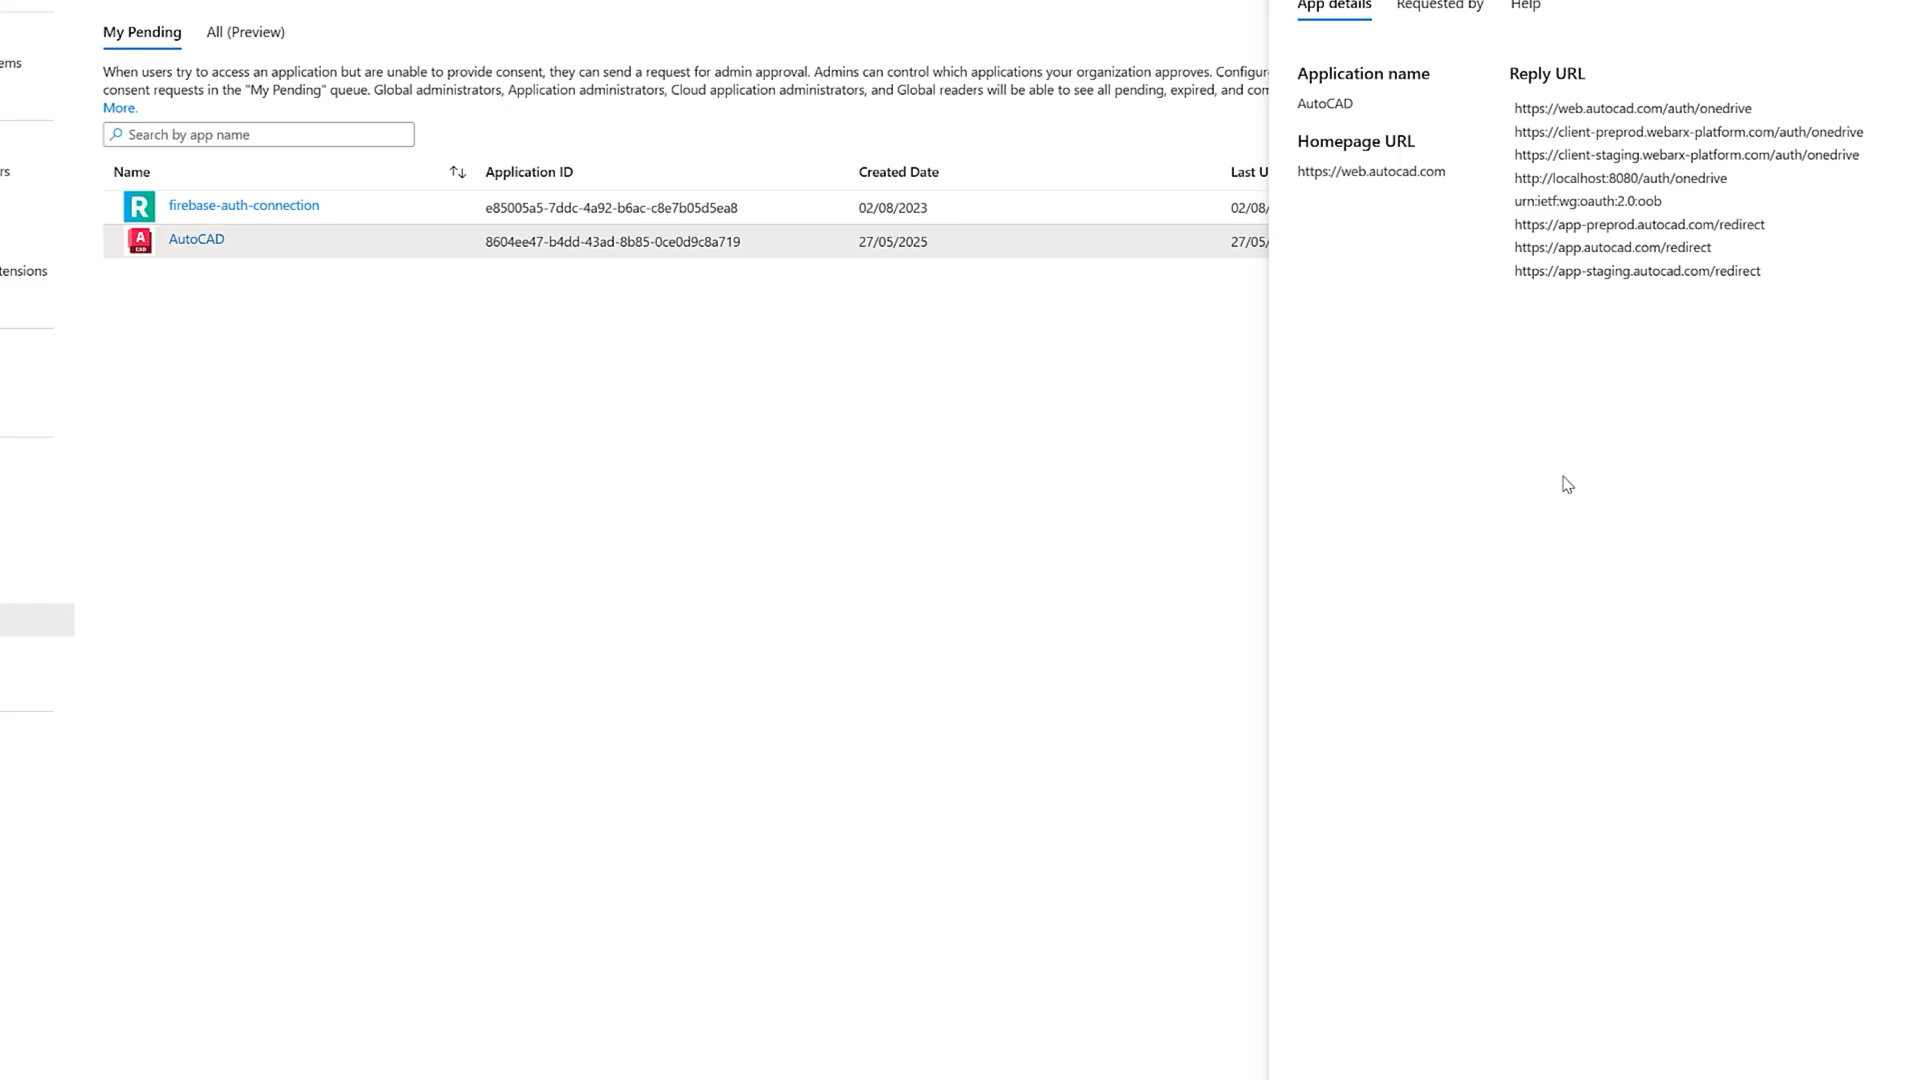 App details Requested by Help
My Pending All (Preview)
ems
When users try to access an application but are unable to provide consent, they can send a request for admin approval. Admins can control which applications your organization approves. Configur
consent requests in the "My Pending" queue. Global administrators, Application administrators, Cloud application administrators, and Global readers will be able to see all pending, expired, and com
More.
Search by app name
rs
Name Application ID Created Date Last U
R firebase-auth-connection e85005a5-7ddc-4a92-b6ac-c8e7b05d5ea8 02/08/2023 02/08/
A CAD AutoCAD 8604ee47-b4dd-43ad-8b85-0ce0d9c8a719 27/05/2025 27/05/
tensions
Application name
AutoCAD
Homepage URL
https://web.autocad.com
Reply URL
https://web.autocad.com/auth/onedrive
https://client-preprod.webarx-platform.com/auth/onedrive
https://client-staging.webarx-platform.com/auth/onedrive
http://localhost:8080/auth/onedrive
urn:ietf:wg:oauth:2.0:oob
https://app-preprod.autocad.com/redirect
https://app.autocad.com/redirect
https://app-staging.autocad.com/redirect